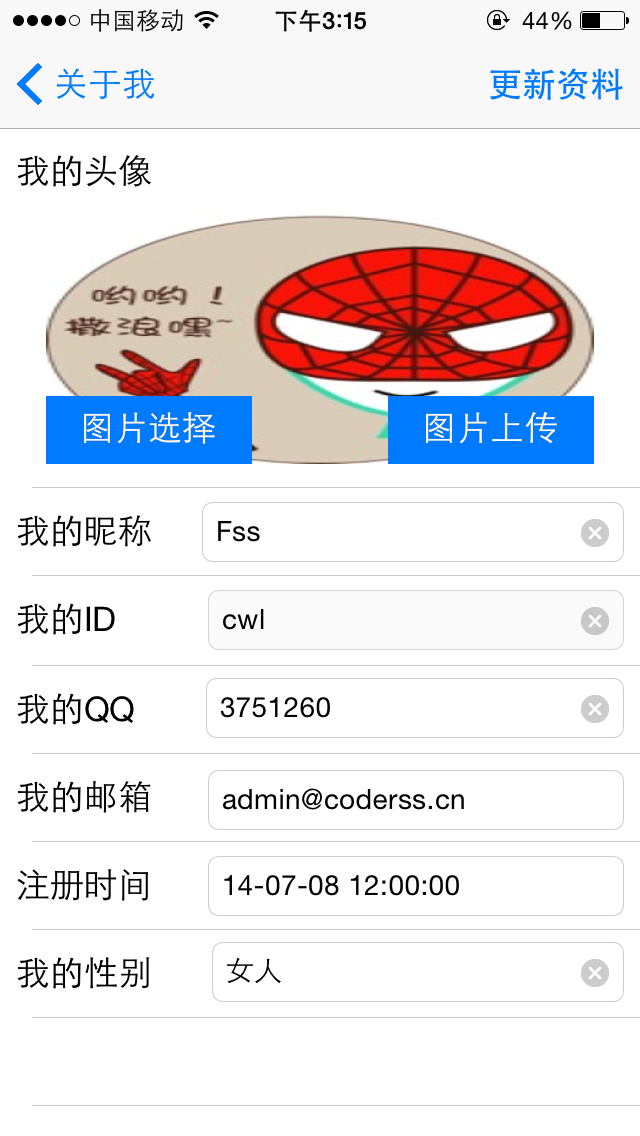 中国移动 下午3:15 44%
关于我 更新资料
我的头像
哟哟！
撒浪嘿~
图片选择 图片上传
我的昵称 Fss
我的ID cwl
我的QQ 3751260
我的邮箱 admin@coderss.cn
注册时间 14-07-08 12:00:00
我的性别 女人